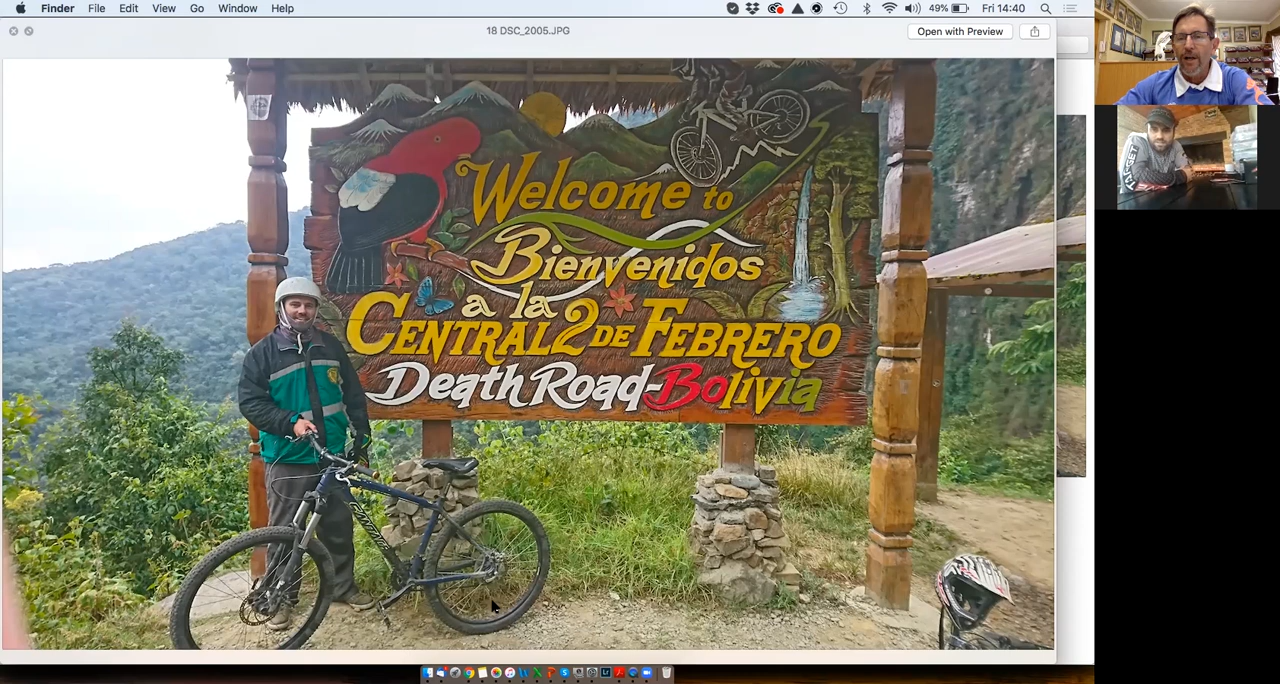 Finder File Edit View Go Window Help
49% Fri 14:40
18 DSC_2005.JPG
Open with Preview
Welcome to
Bienvenidos
a la
CENTRAL 2 DE FEBRERO
Death Road-Bolivia
TARGET